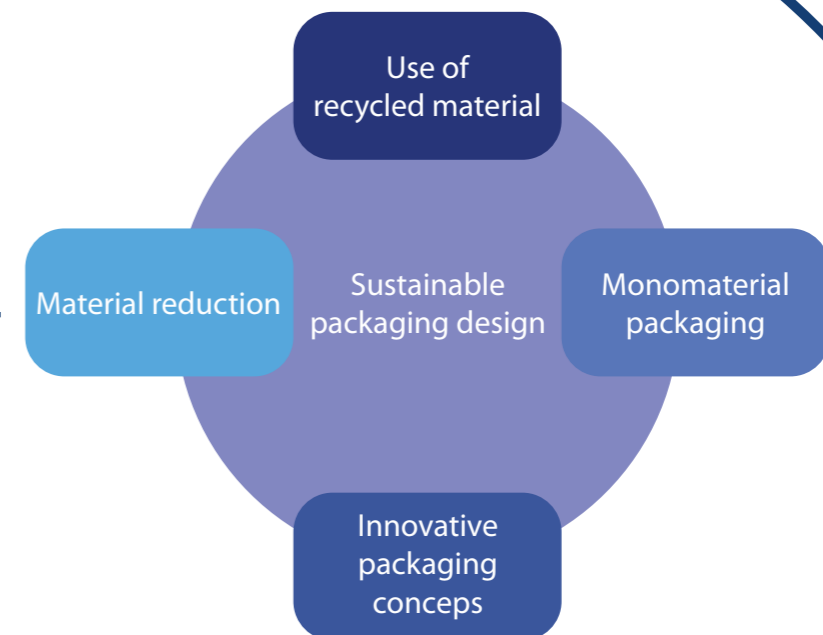 Use of
recycled material
Material reduction
Sustainable
packaging design
Monomaterial
packaging
Innovative
packaging
conceps